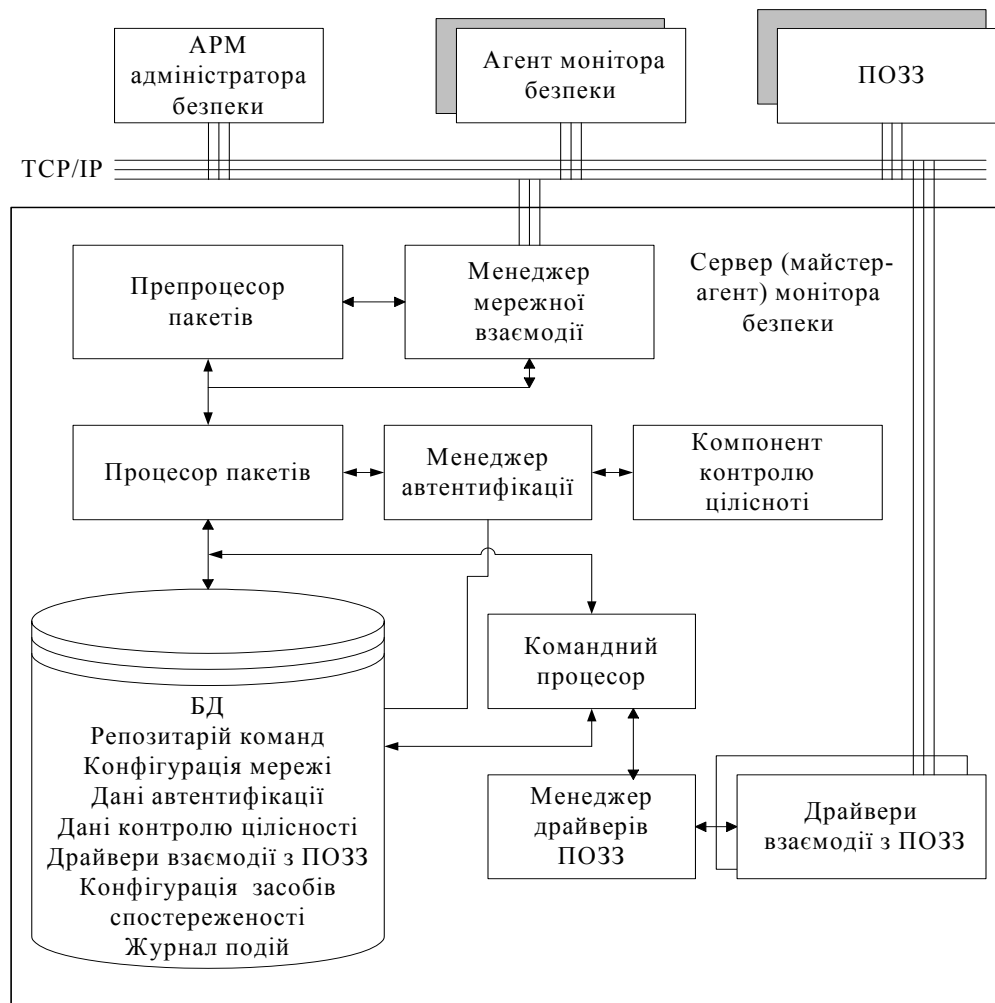 АРМ
адміністратора
безпеки
Агент монітора
безпеки
ПОЗЗ
TCP/IP
Препроцесор
пакетів
Менеджер
мережної
взаємодії
Сервер (майстер-
агент) монітора
безпеки
Процесор пакетів
Менеджер
автентифікації
Компонент
контролю
цілісноті
Командний
процесор
БД
Репозитарій команд
Конфігурація мережі
Дані автентифікації
Дані контролю цілісності
Драйвери взаємодії з ПОЗЗ
Конфігурація засобів
спостереженості
Журнал подій
Менеджер
драйверів
ПОЗЗ
Драйвери
взаємодії з ПОЗЗ